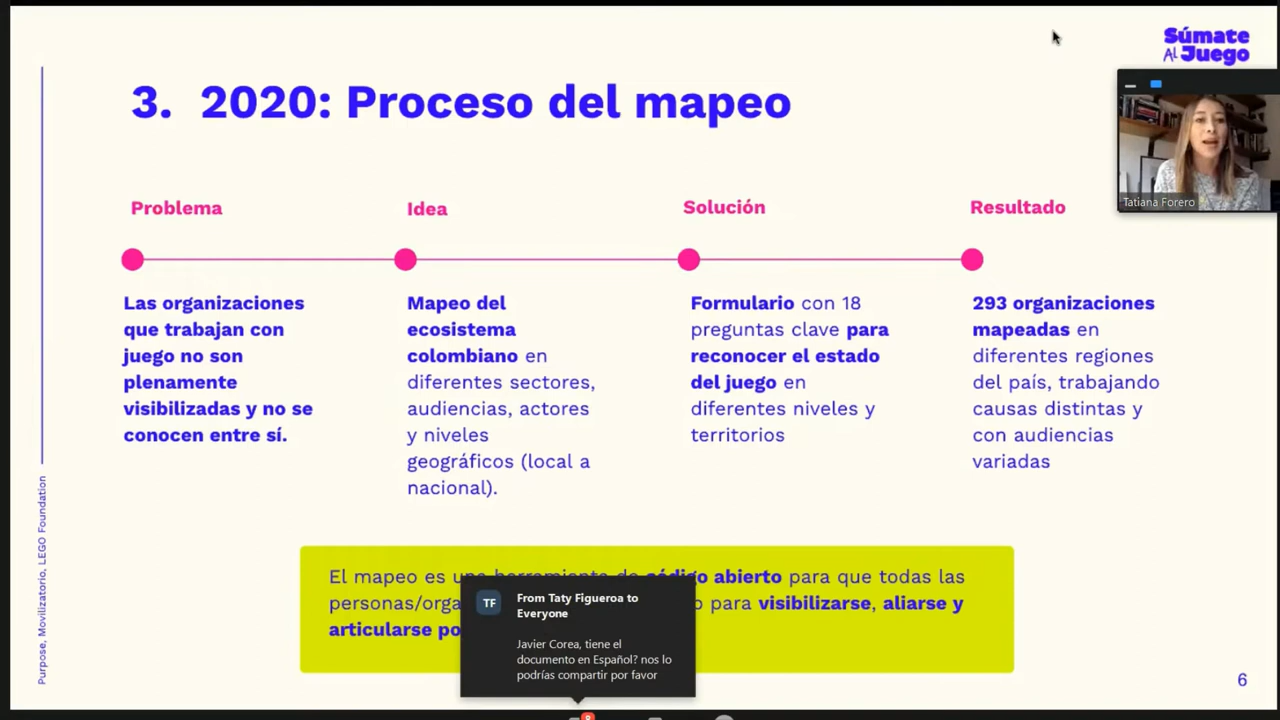 Súmate
Al Juego
3. 2020: Proceso del mapeo
Tatiana Forero
Problema
Idea
Solución
Resultado
Las organizaciones
que trabajan con
juego no son
plenamente
visibilizadas y no se
conocen entre sí.
Mapeo del
ecosistema
colombiano en
diferentes sectores,
audiencias, actores
y niveles
geográficos (local a
nacional).
Formulario con 18
preguntas clave para
reconocer el estado
del juego en
diferentes niveles y
territorios
293 organizaciones
mapeadas en
diferentes regiones
del país, trabajando
causas distintas y
con audiencias
variadas
El mapeo es una herramienta de código abierto para que todas las
personas/orga para visibilizarse, aliarse y
articularse po
TF
From Taty Figueroa to
Everyone
Javier Corea, tiene el
documento en Español? nos lo
podrías compartir por favor
Purpose, Movilizatorio, LEGO Foundation
6